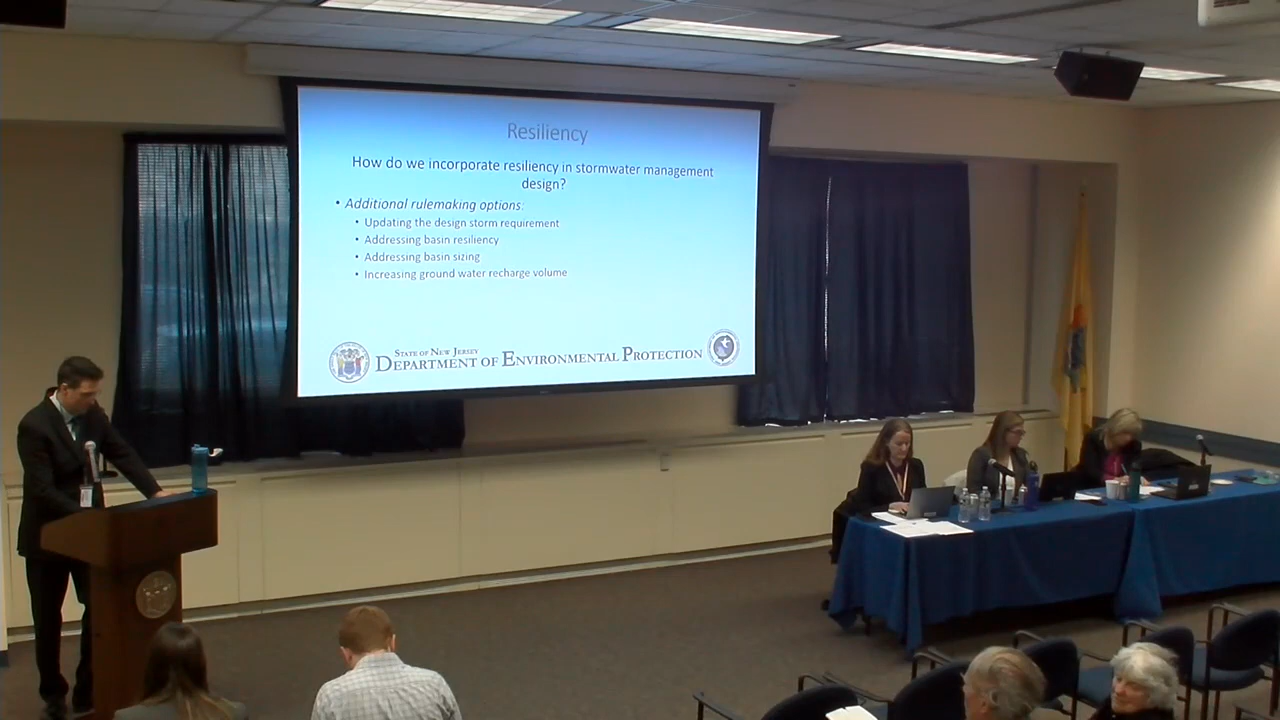 Resiliency
How do we incorporate resiliency in stormwater management
design?
• Additional rulemaking options:
• Updating the design storm requirement
• Addressing basin resiliency
• Addressing basin sizing
• Increasing ground water recharge volume
STATE OF NEW JERSEY
DEPARTMENT OF ENVIRONMENTAL PROTECTION